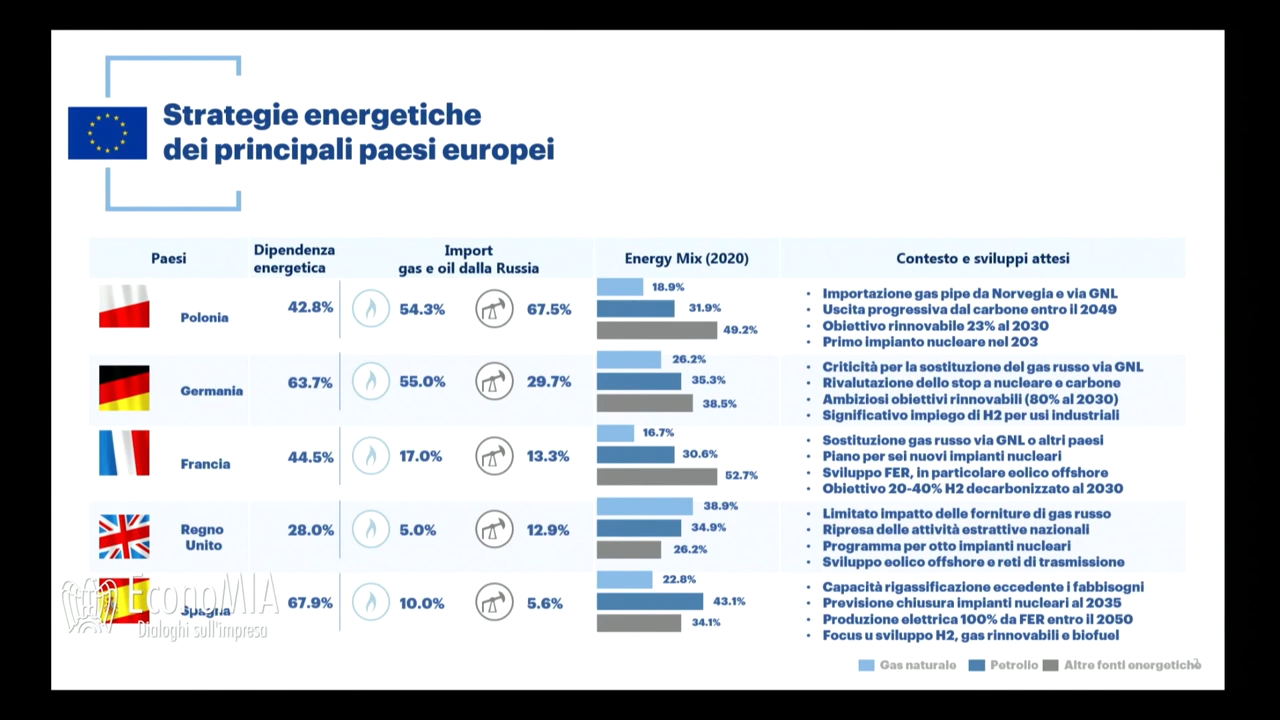 Strategie energetiche
dei principali paesi europei
Paesi
Dipendenza
energetica
Import
gas e oil dalla Russia
Energy Mix (2020)
Contesto e sviluppi attesi
Polonia
42.8%
54.3%
67.5%
18.9%
31.9%
49.2%
• Importazione gas pipe da Norvegia e via GNL
• Uscita progressiva dal carbone entro il 2049
• Obiettivo rinnovabile 23% al 2030
• Primo impianto nucleare nel 203
Germania
63.7%
55.0%
29.7%
26.2%
35.3%
38.5%
• Criticità per la sostituzione del gas russo via GNL
• Rivalutazione dello stop a nucleare e carbone
• Ambiziosi obiettivi rinnovabili (80% al 2030)
• Significativo impiego di H2 per usi industriali
Francia
44.5%
17.0%
13.3%
16.7%
30.6%
52.7%
• Sostituzione gas russo via GNL o altri paesi
• Piano per sei nuovi impianti nucleari
• Sviluppo FER, in particolare eolico offshore
• Obiettivo 20-40% H2 decarbonizzato al 2030
Regno
Unito
28.0%
5.0%
12.9%
38.9%
34.9%
26.2%
• Limitato impatto delle forniture di gas russo
• Ripresa delle attività estrattive nazionali
• Programma per otto impianti nucleari
• Sviluppo eolico offshore e reti di trasmissione
Spagna
67.9%
10.0%
5.6%
22.8%
43.1%
34.1%
• Capacità rigassificazione eccedente i fabbisogni
• Previsione chiusura impianti nucleari al 2035
• Produzione elettrica 100% da FER entro il 2050
• Focus u sviluppo H2, gas rinnovabili e biofuel
EconoMIA
Dialoghi sull'impresa
Gas naturale
Petrolio
Altre fonti energetiche